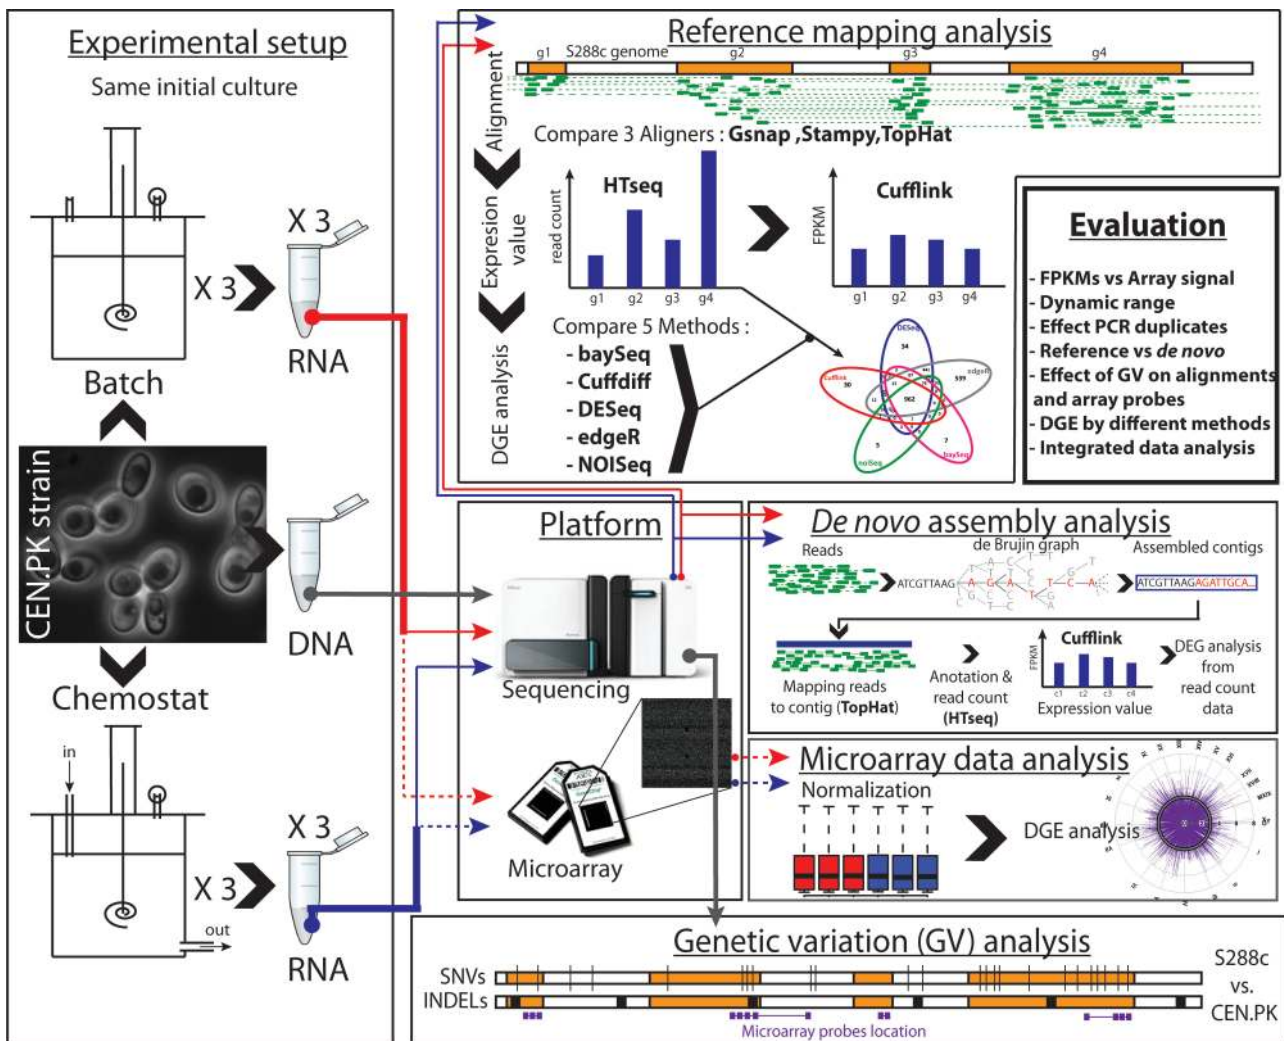 Experimental setup
Same initial culture
X 3
X 3
RNA
Batch
CEN.PK strain
DNA
Chemostat
in
X 3
X 3
out
RNA
Reference mapping analysis
S288c genome
g1
g2
g3
g4
Alignment
Compare 3 Aligners : Gsnap ,Stampy,TopHat
Expresion
value
HTseq
read count
g1
g2
g3
g4
Cufflink
FPKM
g1
g2
g3
g4
DGE analysis
Compare 5 Methods :
- baySeq
- Cuffdiff
- DESeq
- edgeR
- NOISeq
DESeq
34
Cufflink
30
edgeR
539
962
5
noiSeq
7
baySeq
Evaluation
- FPKMs vs Array signal
- Dynamic range
- Effect PCR duplicates
- Reference vs de novo
- Effect of GV on alignments
and array probes
- DGE by different methods
- Integrated data analysis
Platform
Sequencing
Microarray
De novo assembly analysis
Reads
de Brujin graph
Assembled contigs
ATCGTTAAG
A G A T C A
ATCGTTAAGAGATTGCA...
Mapping reads
to contig (TopHat)
Anotation &
read count
(HTseq)
Cufflink
FPKM
c1
c2
c3
c4
Expression value
DEG analysis
from
read count
data
Microarray data analysis
Normalization
DGE analysis
Genetic variation (GV) analysis
SNVs
INDELs
Microarray probes location
S288c
vs.
CEN.PK